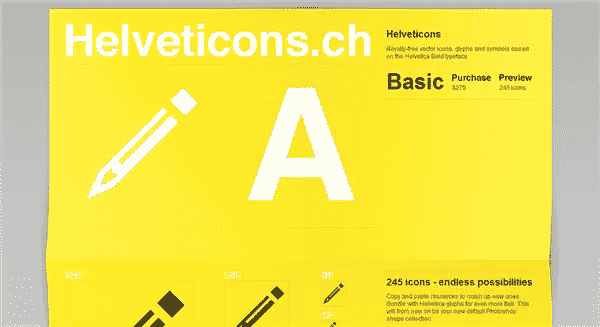 Helveticons.ch
Helveticons
Royalty-free vector icons, glyphs and symbols based
on the Helvetica Bold typeface
Basic
Purchase
$279
Preview
245 icons
A
245 icons - endless possibilities
Copy and paste resources to mash up new ones
Bundle with Helvetica glyphs for even more fun! This
will from now on be your new default Photoshop
shape collection